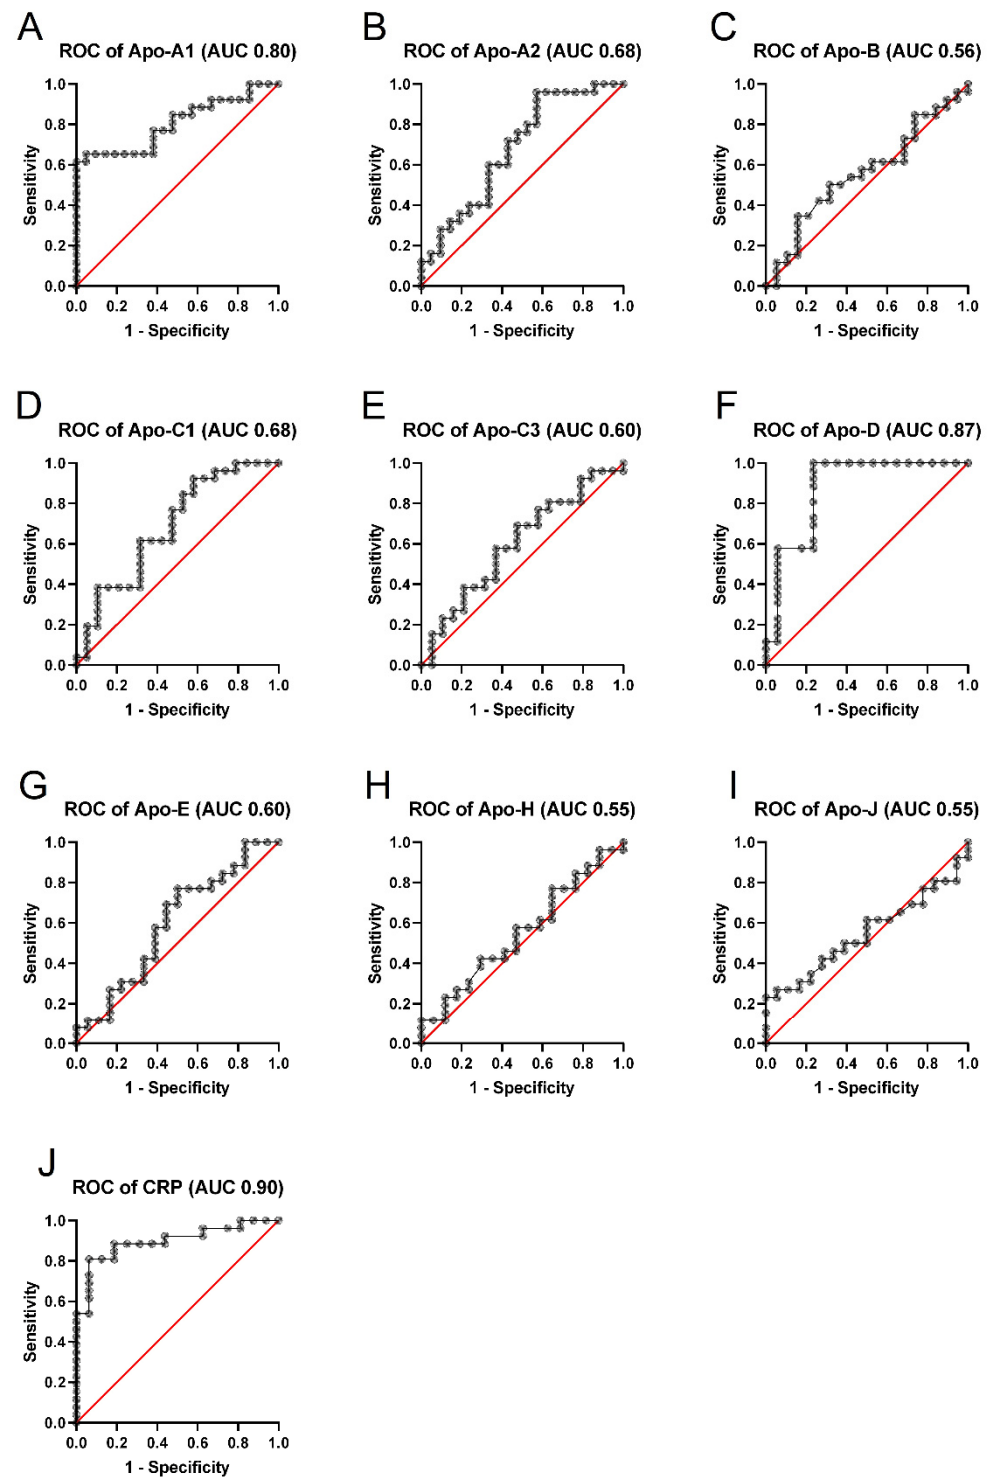 A
ROC of Apo-A1 (AUC 0.80)
1.0
0.8
0.6
0.4
0.2
0.0
Sensitivity
0.0 0.2 0.4 0.6 0.8 1.0
1 - Specificity
B
ROC of Apo-A2 (AUC 0.68)
1.0
0.8
0.6
0.4
0.2
0.0
Sensitivity
0.0 0.2 0.4 0.6 0.8 1.0
1 - Specificity
C
ROC of Apo-B (AUC 0.56)
1.0
0.8
0.6
0.4
0.2
0.0
Sensitivity
0.0 0.2 0.4 0.6 0.8 1.0
1 - Specificity
D
ROC of Apo-C1 (AUC 0.68)
1.0
0.8
0.6
0.4
0.2
0.0
Sensitivity
0.0 0.2 0.4 0.6 0.8 1.0
1 - Specificity
E
ROC of Apo-C3 (AUC 0.60)
1.0
0.8
0.6
0.4
0.2
0.0
Sensitivity
0.0 0.2 0.4 0.6 0.8 1.0
1 - Specificity
F
ROC of Apo-D (AUC 0.87)
1.0
0.8
0.6
0.4
0.2
0.0
Sensitivity
0.0 0.2 0.4 0.6 0.8 1.0
1 - Specificity
G
ROC of Apo-E (AUC 0.60)
1.0
0.8
0.6
0.4
0.2
0.0
Sensitivity
0.0 0.2 0.4 0.6 0.8 1.0
1 - Specificity
H
ROC of Apo-H (AUC 0.55)
1.0
0.8
0.6
0.4
0.2
0.0
Sensitivity
0.0 0.2 0.4 0.6 0.8 1.0
1 - Specificity
I
ROC of Apo-J (AUC 0.55)
1.0
0.8
0.6
0.4
0.2
0.0
Sensitivity
0.0 0.2 0.4 0.6 0.8 1.0
1 - Specificity
J
ROC of CRP (AUC 0.90)
1.0
0.8
0.6
0.4
0.2
0.0
Sensitivity
0.0 0.2 0.4 0.6 0.8 1.0
1 - Specificity